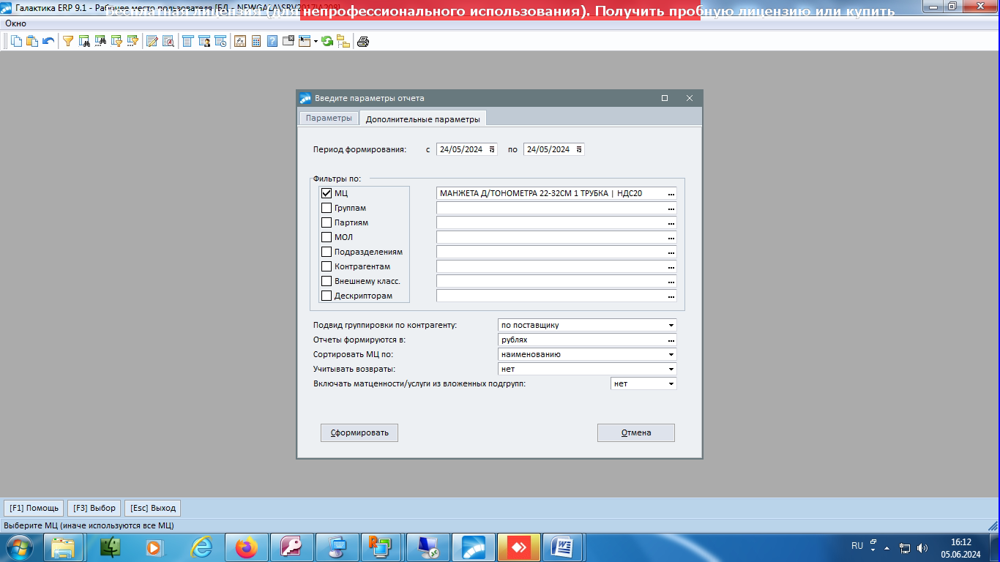 Галактика ERP 9.1 - Рабочее место пользователя [БД - NEWGALA\SRV2017\A208]
Бесплатная лицензия (для непрофессионального использования). Получить пробную лицензию или купить
Окно
Введите параметры отчета
Параметры Дополнительные параметры
Период формирования: с 24/05/2024 по 24/05/2024
Фильтры по:
МЦ МАНЖЕТА Д/ТОНОМЕТРА 22-32СМ 1 ТРУБКА | НДС20 ...
Группам ...
Партиям ...
МОЛ ...
Подразделениям ...
Контрагентам ...
Внешнему класс. ...
Дескрипторам ...
Подвид группировки по контрагенту: по поставщику
Отчеты формируются в: рублях ...
Сортировать МЦ по: наименованию
Учитывать возвраты: нет
Включать матценности/услуги из вложенных подгрупп: нет
Сформировать Отмена
[F1] Помощь [F3] Выбор [Esc] Выход
Выберите МЦ (иначе используются все МЦ)
RU 16:12
05.06.2024